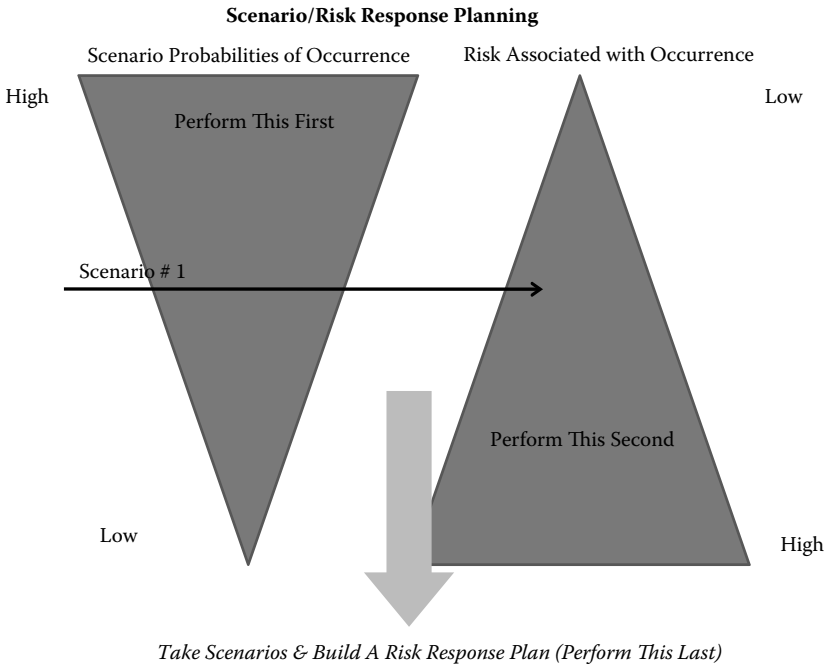 Scenario/Risk Response Planning
Scenario Probabilities of Occurrence
Risk Associated with Occurrence
High
Low
Perform This First
Scenario # 1
Perform This Second
Low
High
Take Scenarios & Build A Risk Response Plan (Perform This Last)